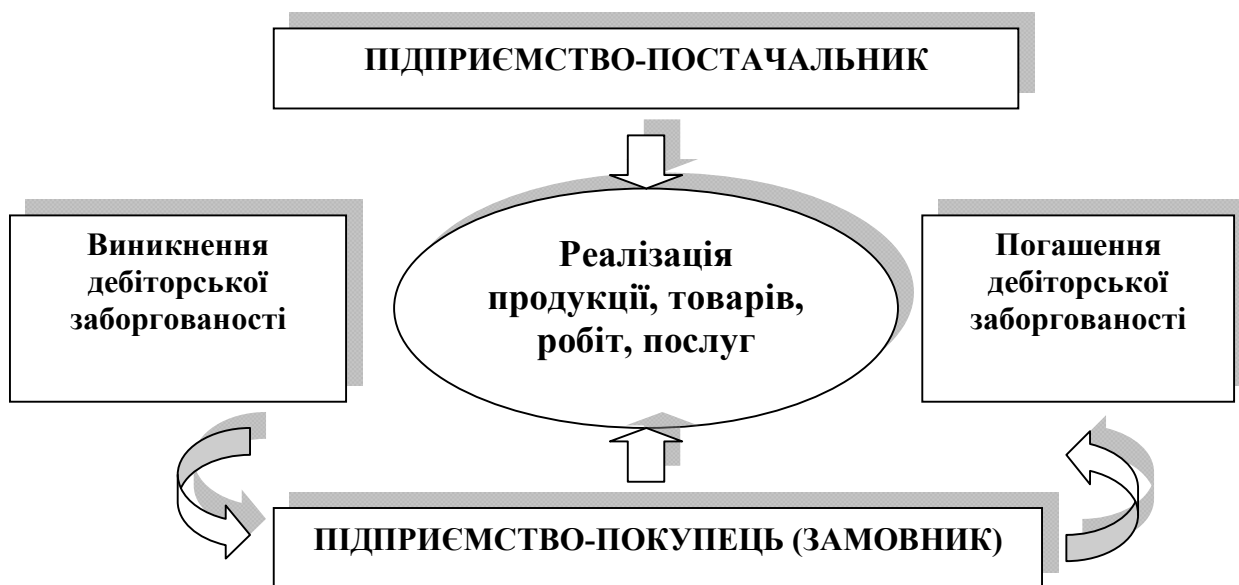 ПІДПРИЄМСТВО-ПОСТАЧАЛЬНИК
Виникнення
дебіторської
заборгованості
Реалізація
продукції, товарів,
робіт, послуг
Погашення
дебіторської
заборгованості
ПІДПРИЄМСТВО-ПОКУПЕЦЬ (ЗАМОВНИК)